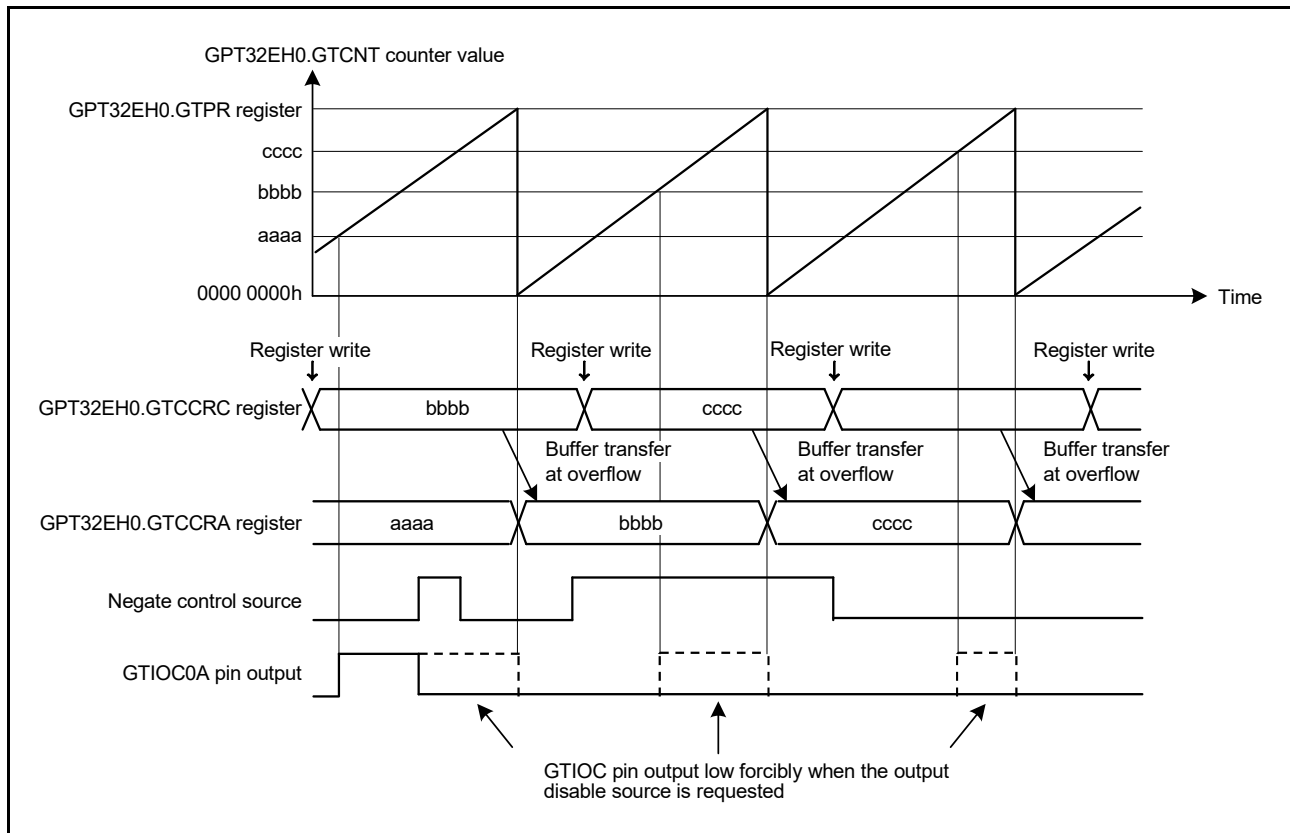 GPT32EH0.GTCNT counter value
GPT32EH0.GTPR register
cccc
bbbb
aaaa
0000 0000h
Time
Register write
Register write
Register write
Register write
GPT32EH0.GTCCRC register
bbbb
cccc
Buffer transfer
at overflow
Buffer transfer
at overflow
Buffer transfer
at overflow
GPT32EH0.GTCCRA register
aaaa
bbbb
cccc
Negate control source
GTIOC0A pin output
GTIOC pin output low forcibly when the output
disable source is requested